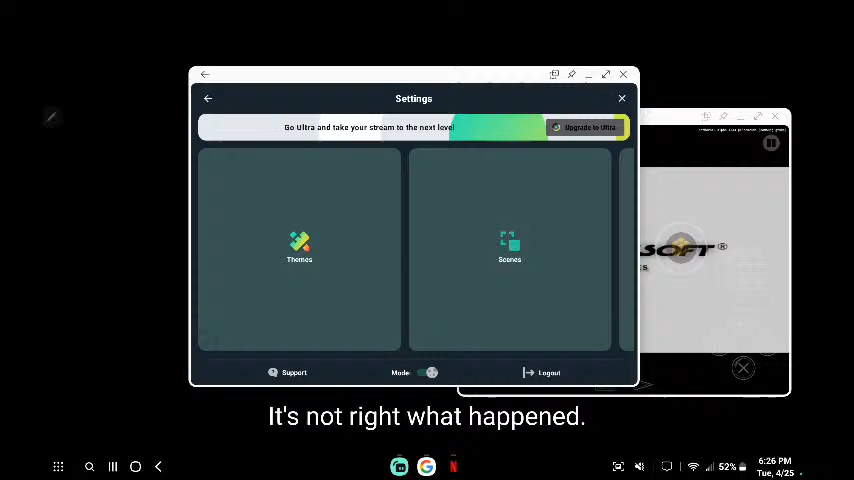 Settings
Go Ultra and take your stream to the next level
Upgrade to Ultra
Themes
Scenes
SOFT®
ES
Support
Mode:
Logout
It's not right what happened.
52%
6:26 PM
Tue, 4/25